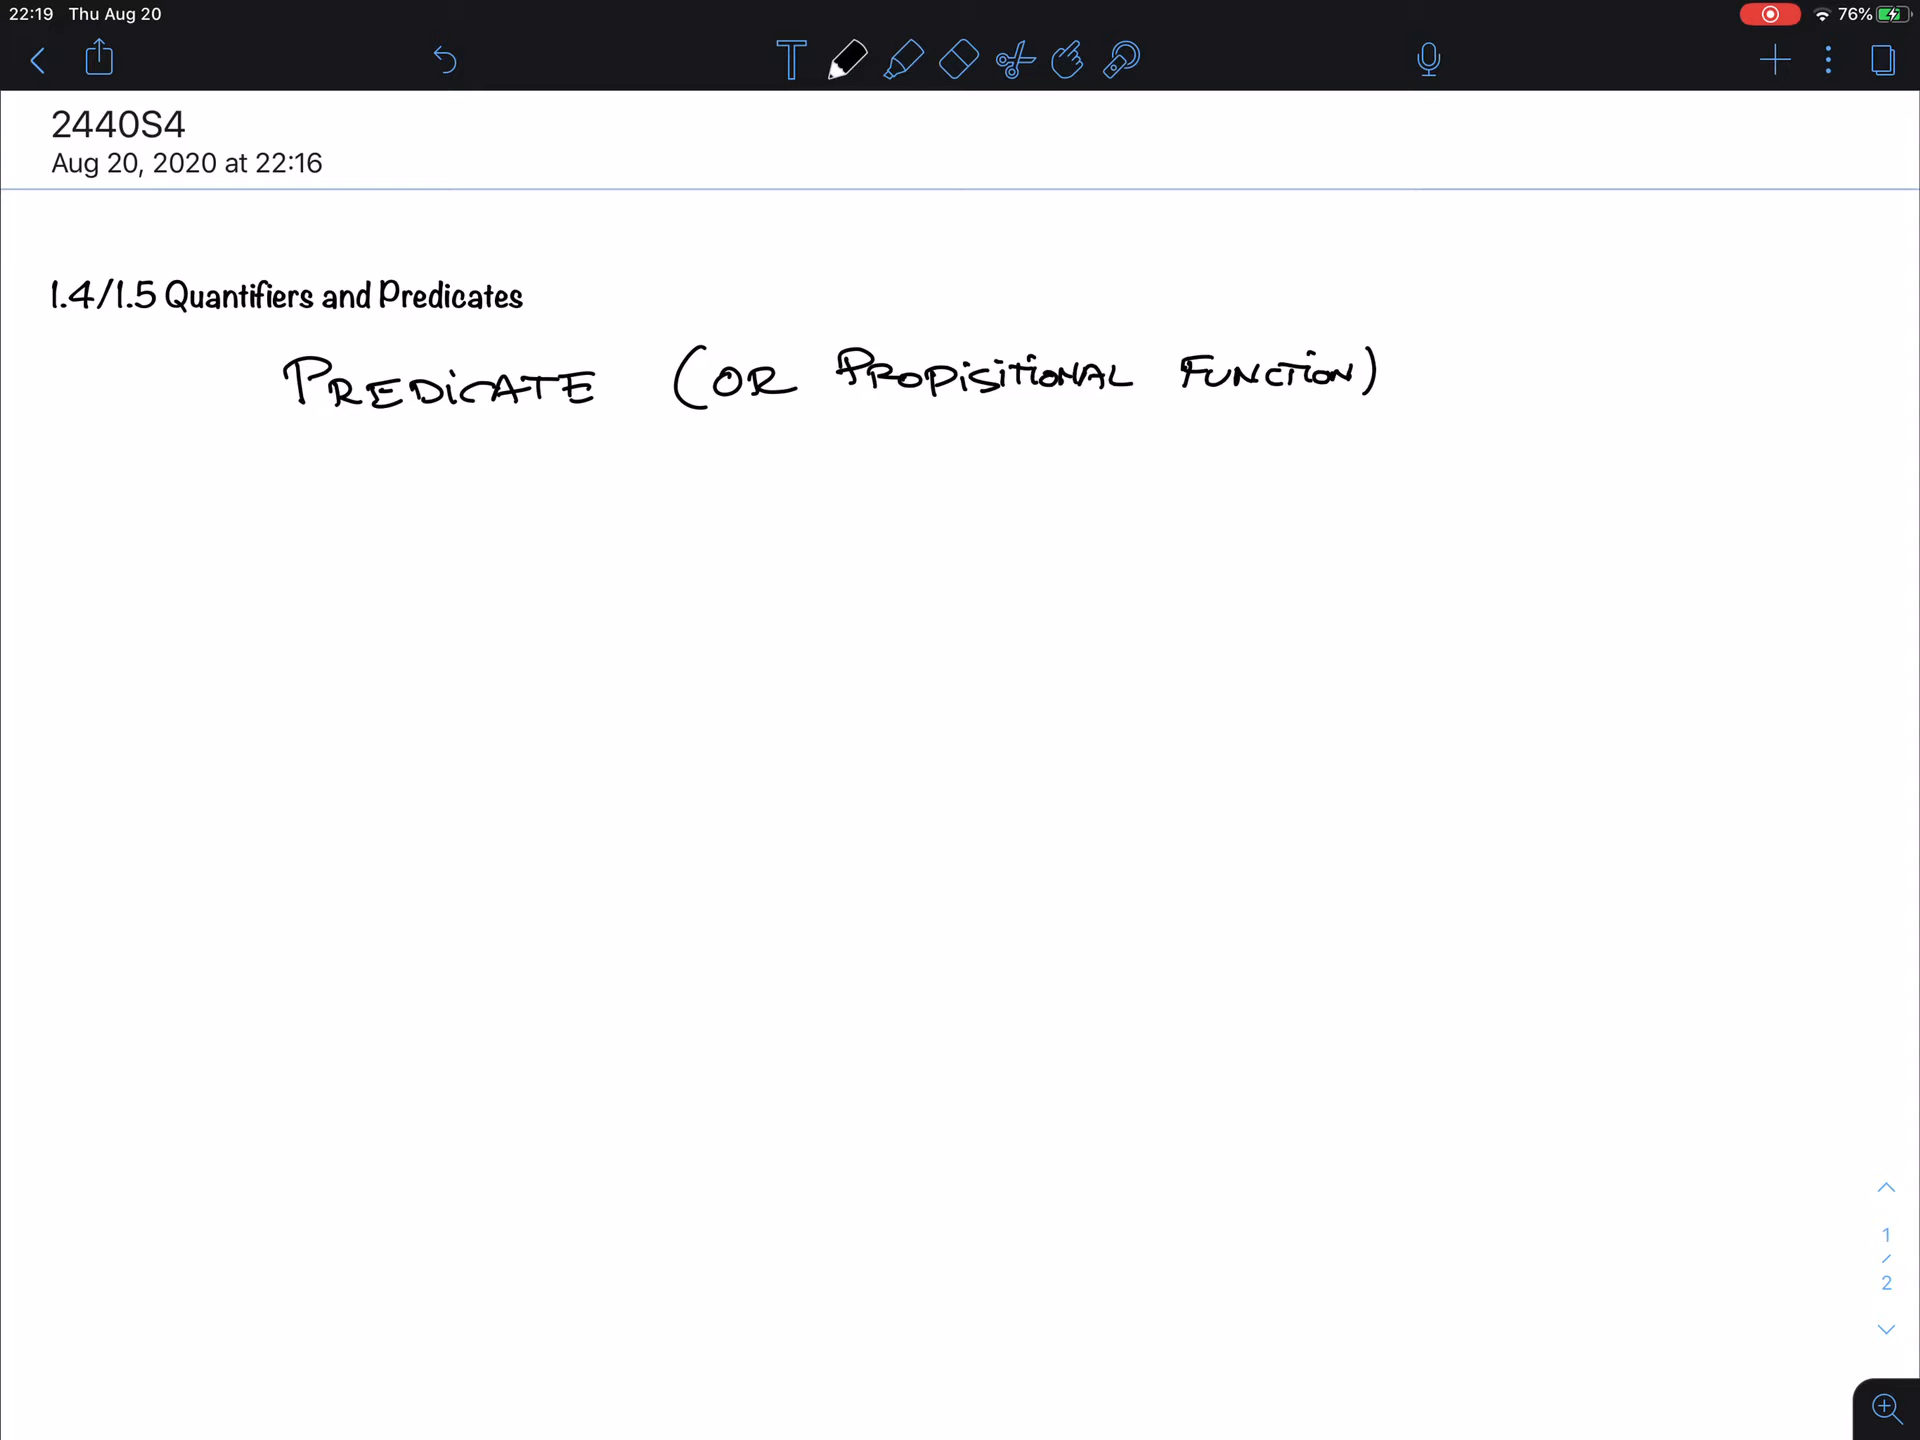 22:19 Thu Aug 20
76%
T
2440S4
Aug 20, 2020 at 22:16
1.4/1.5 Quantifiers and Predicates
PREDICATE (OR PROPISITIONAL FUNCTION)
1
/
2